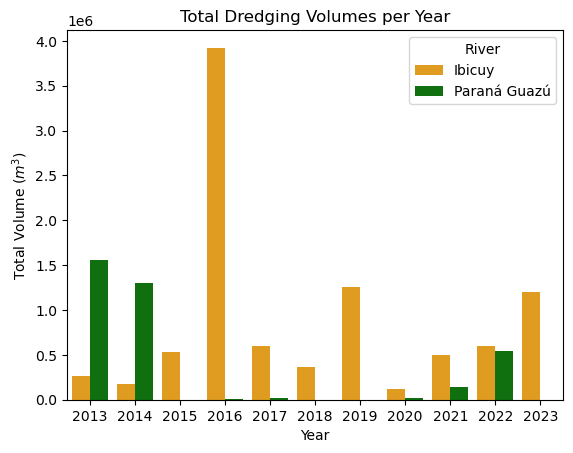 Total Dredging Volumes per Year
1e6
4.0
3.5
3.0
2.5
2.0
1.5
1.0
0.5
0.0
Total Volume (m³)
River
Ibicuy
Paraná Guazú
2013 2014 2015 2016 2017 2018 2019 2020 2021 2022 2023
Year